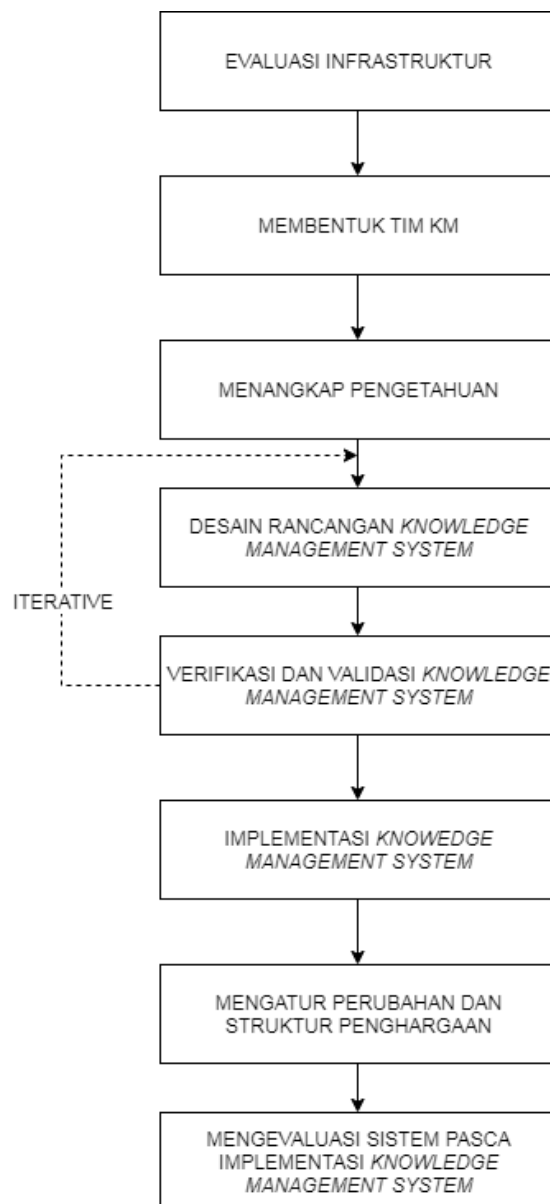 EVALUASI INFRASTRUKTUR
MEMBENTUK TIM KM
MENANGKAP PENGETAHUAN
DESAIN RANCANGAN KNOWLEDGE
MANAGEMENT SYSTEM
ITERATIVE
VERIFIKASI DAN VALIDASI KNOWLEDGE
MANAGEMENT SYSTEM
IMPLEMENTASI KNOWEDGE
MANAGEMENT SYSTEM
MENGATUR PERUBAHAN DAN
STRUKTUR PENGHARGAAN
MENGEVALUASI SISTEM PASCA
IMPLEMENTASI KNOWLEDGE
MANAGEMENT SYSTEM